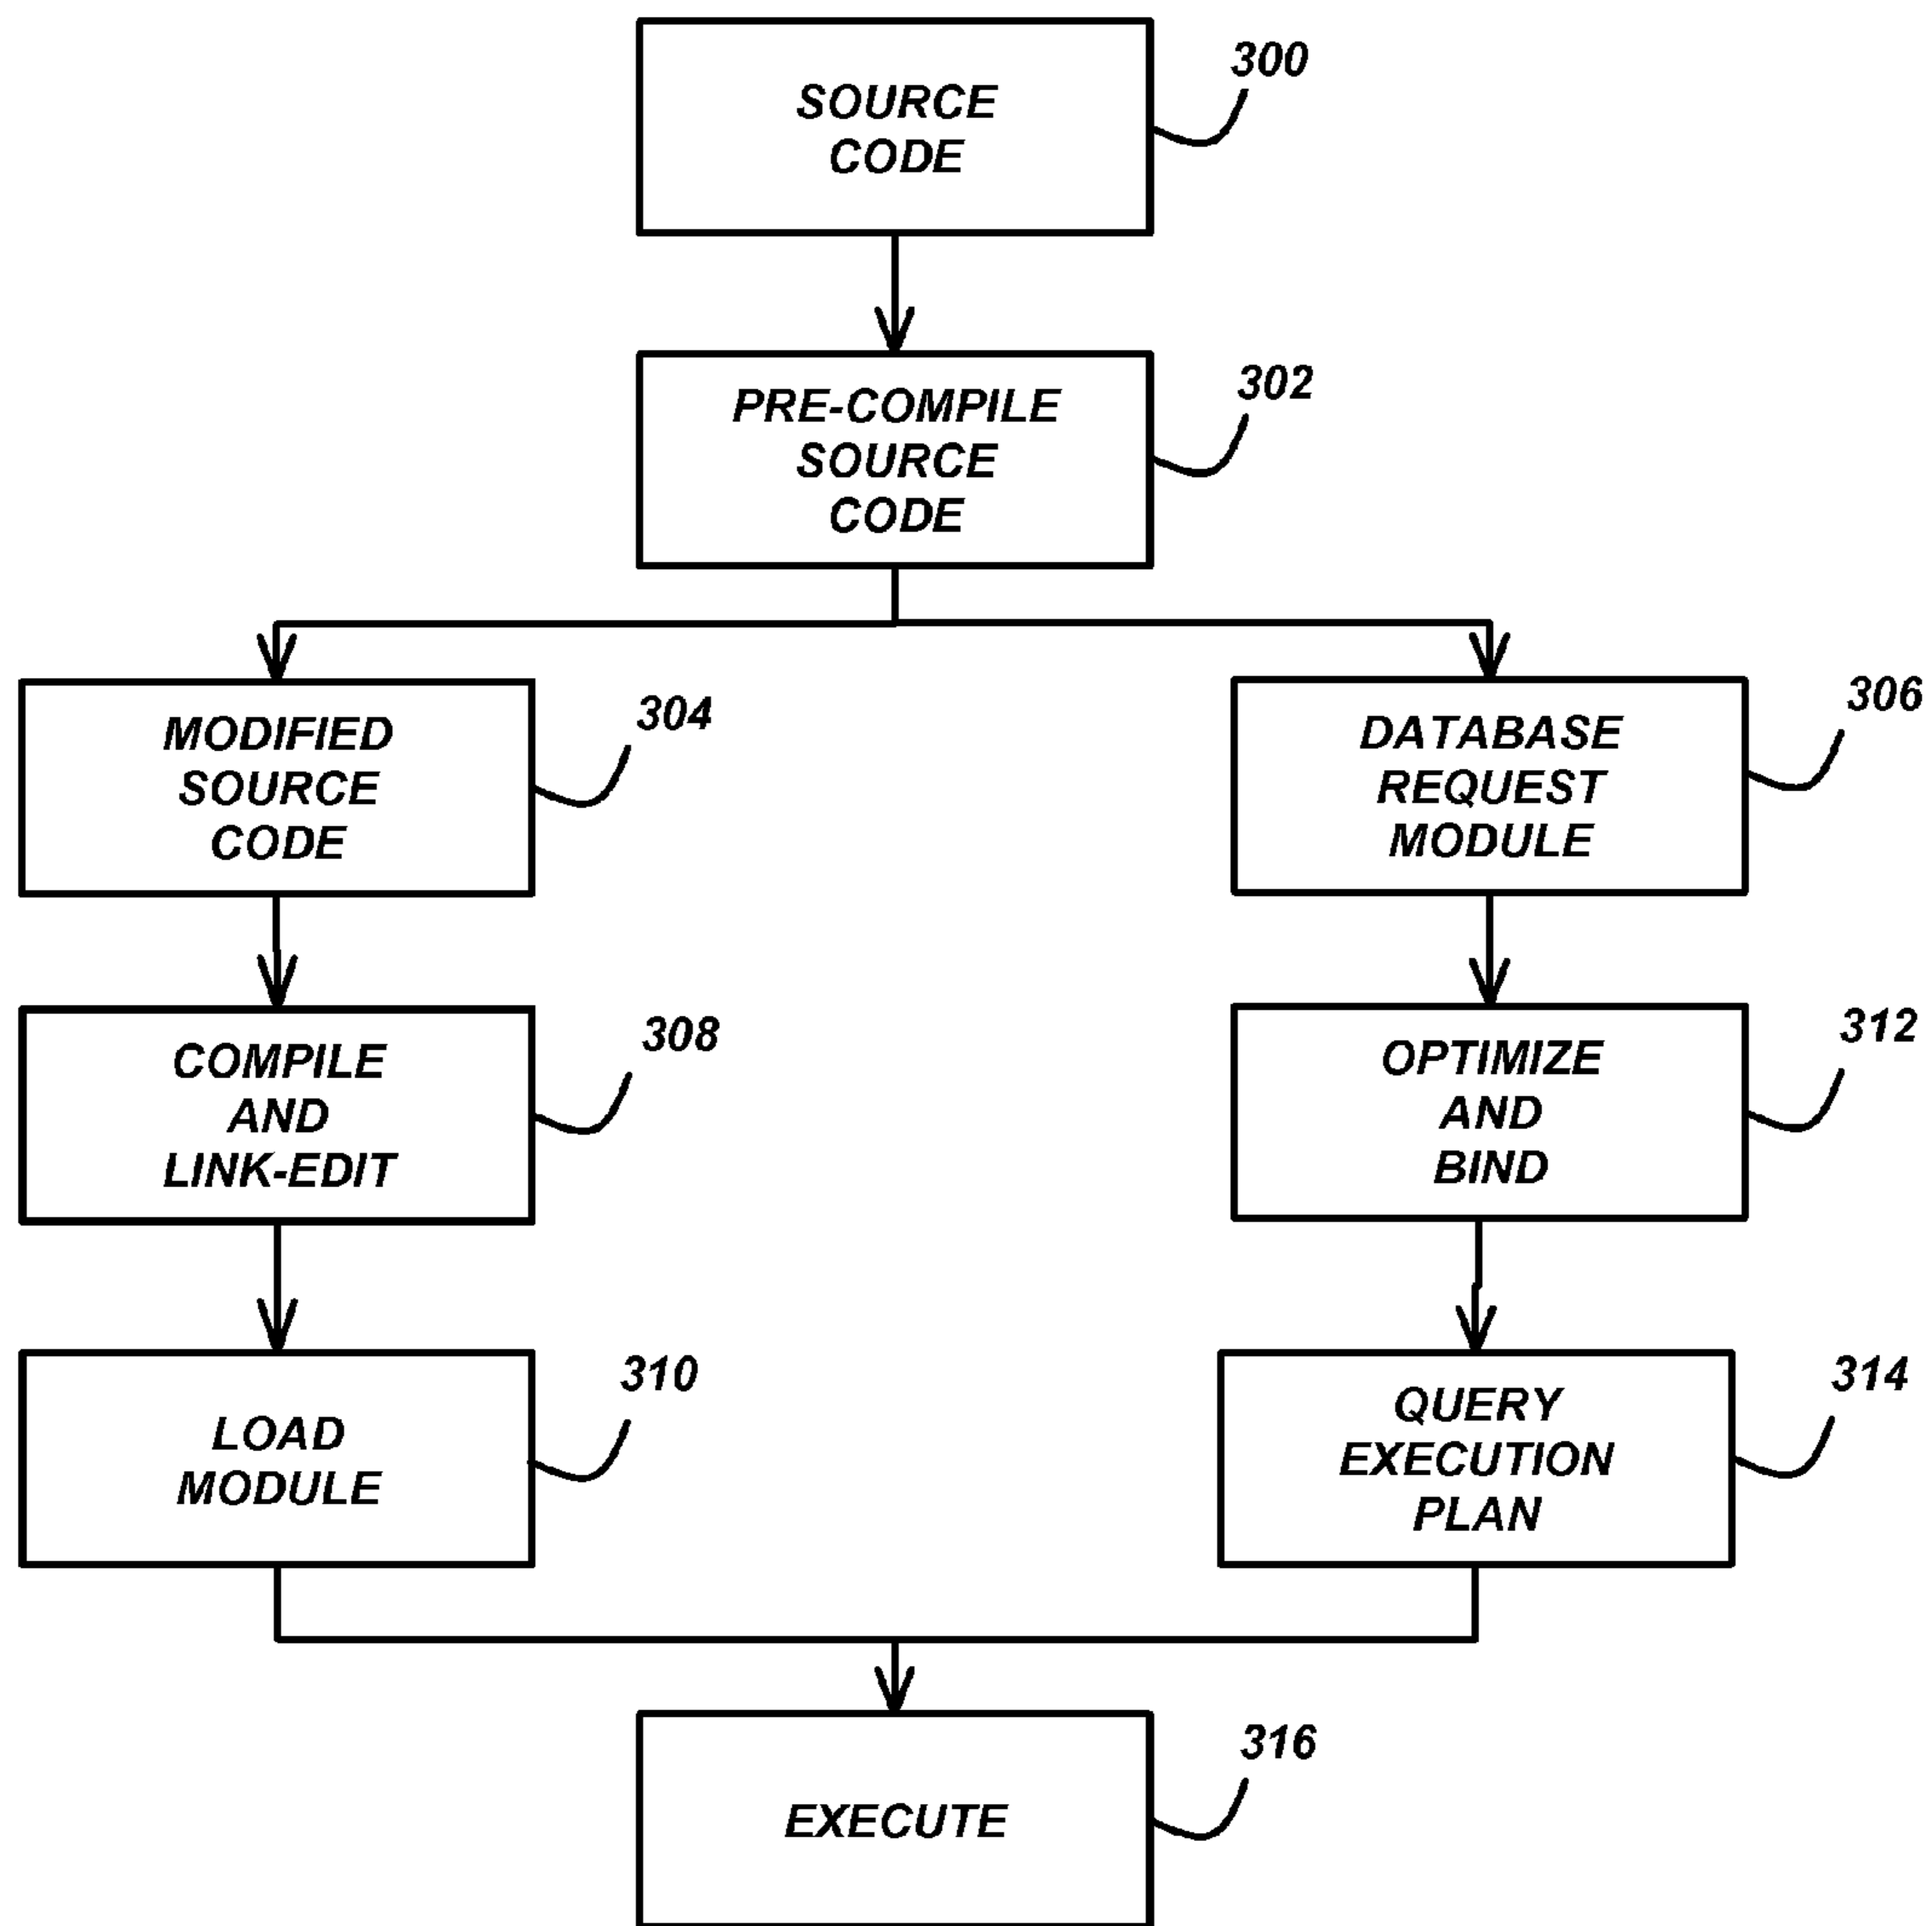 SOURCE
CODE
300
PRE-COMPILE
SOURCE
CODE
302
MODIFIED
SOURCE
CODE
304
DATABASE
REQUEST
MODULE
306
COMPILE
AND
LINK-EDIT
308
OPTIMIZE
AND
BIND
312
LOAD
MODULE
310
QUERY
EXECUTION
PLAN
314
EXECUTE
316